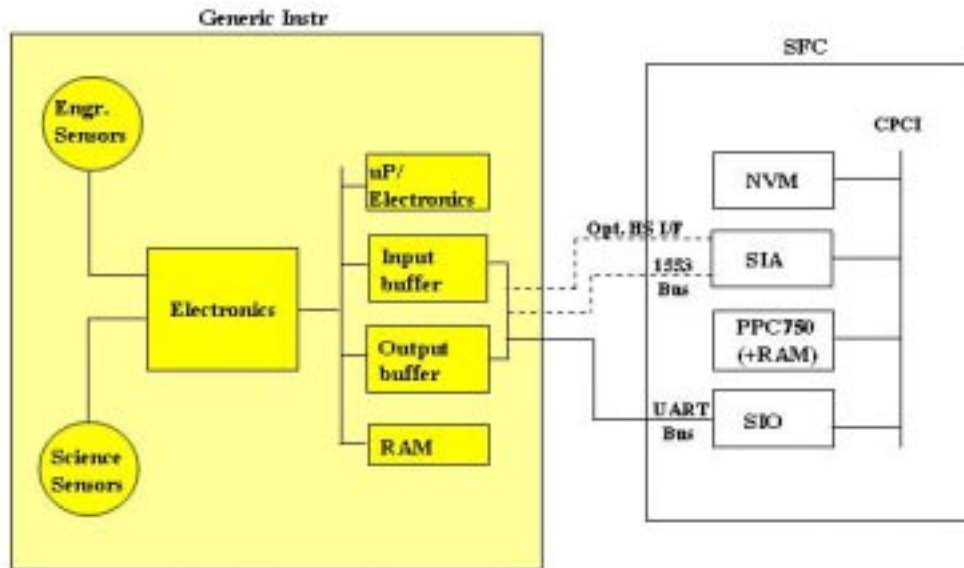 Generic Instr
SFC
Engr.
Sensors
CPCI
uP/
Electronics
NVM
Opt. HS I/F
Input
buffer
1553
Bus
SIA
Electronics
PPC750
(+RAM)
Output
buffer
UART
Bus
SIO
RAM
Science
Sensors